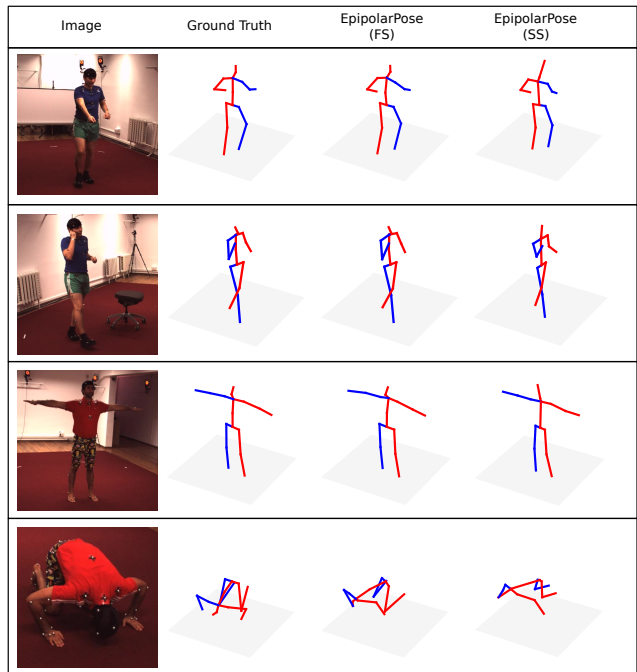 Image
Ground Truth
EpipolarPose
(FS)
EpipolarPose
(SS)